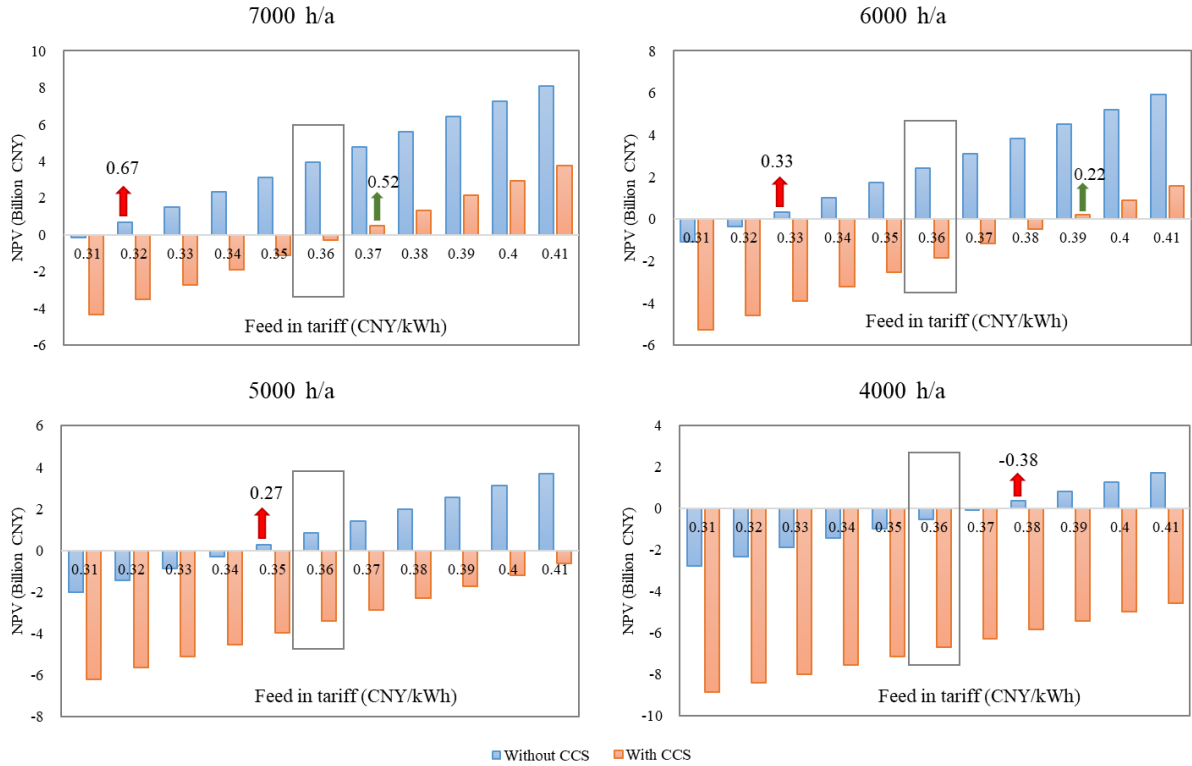 7000 h/a
10
8
6
4
2
0
-2
-4
-6
NPV (Billion CNY)
0.67
0.52
0.31 0.32 0.33 0.34 0.35 0.36 0.37 0.38 0.39 0.4 0.41
Feed in tariff (CNY/kWh)
6000 h/a
8
6
4
2
0
-2
-4
-6
NPV (Billion CNY)
0.33
0.22
0.31 0.32 0.33 0.34 0.35 0.36 0.37 0.38 0.39 0.4 0.41
Feed in tariff (CNY/kWh)
5000 h/a
6
4
2
0
-2
-4
-6
-8
NPV (Billion CNY)
0.27
0.31 0.32 0.33 0.34 0.35 0.36 0.37 0.38 0.39 0.4 0.41
Feed in tariff (CNY/kWh)
4000 h/a
4
2
0
-2
-4
-6
-8
-10
NPV (Billion CNY)
-0.38
0.31 0.32 0.33 0.34 0.35 0.36 0.37 0.38 0.39 0.4 0.41
Feed in tariff (CNY/kWh)
Without CCS With CCS